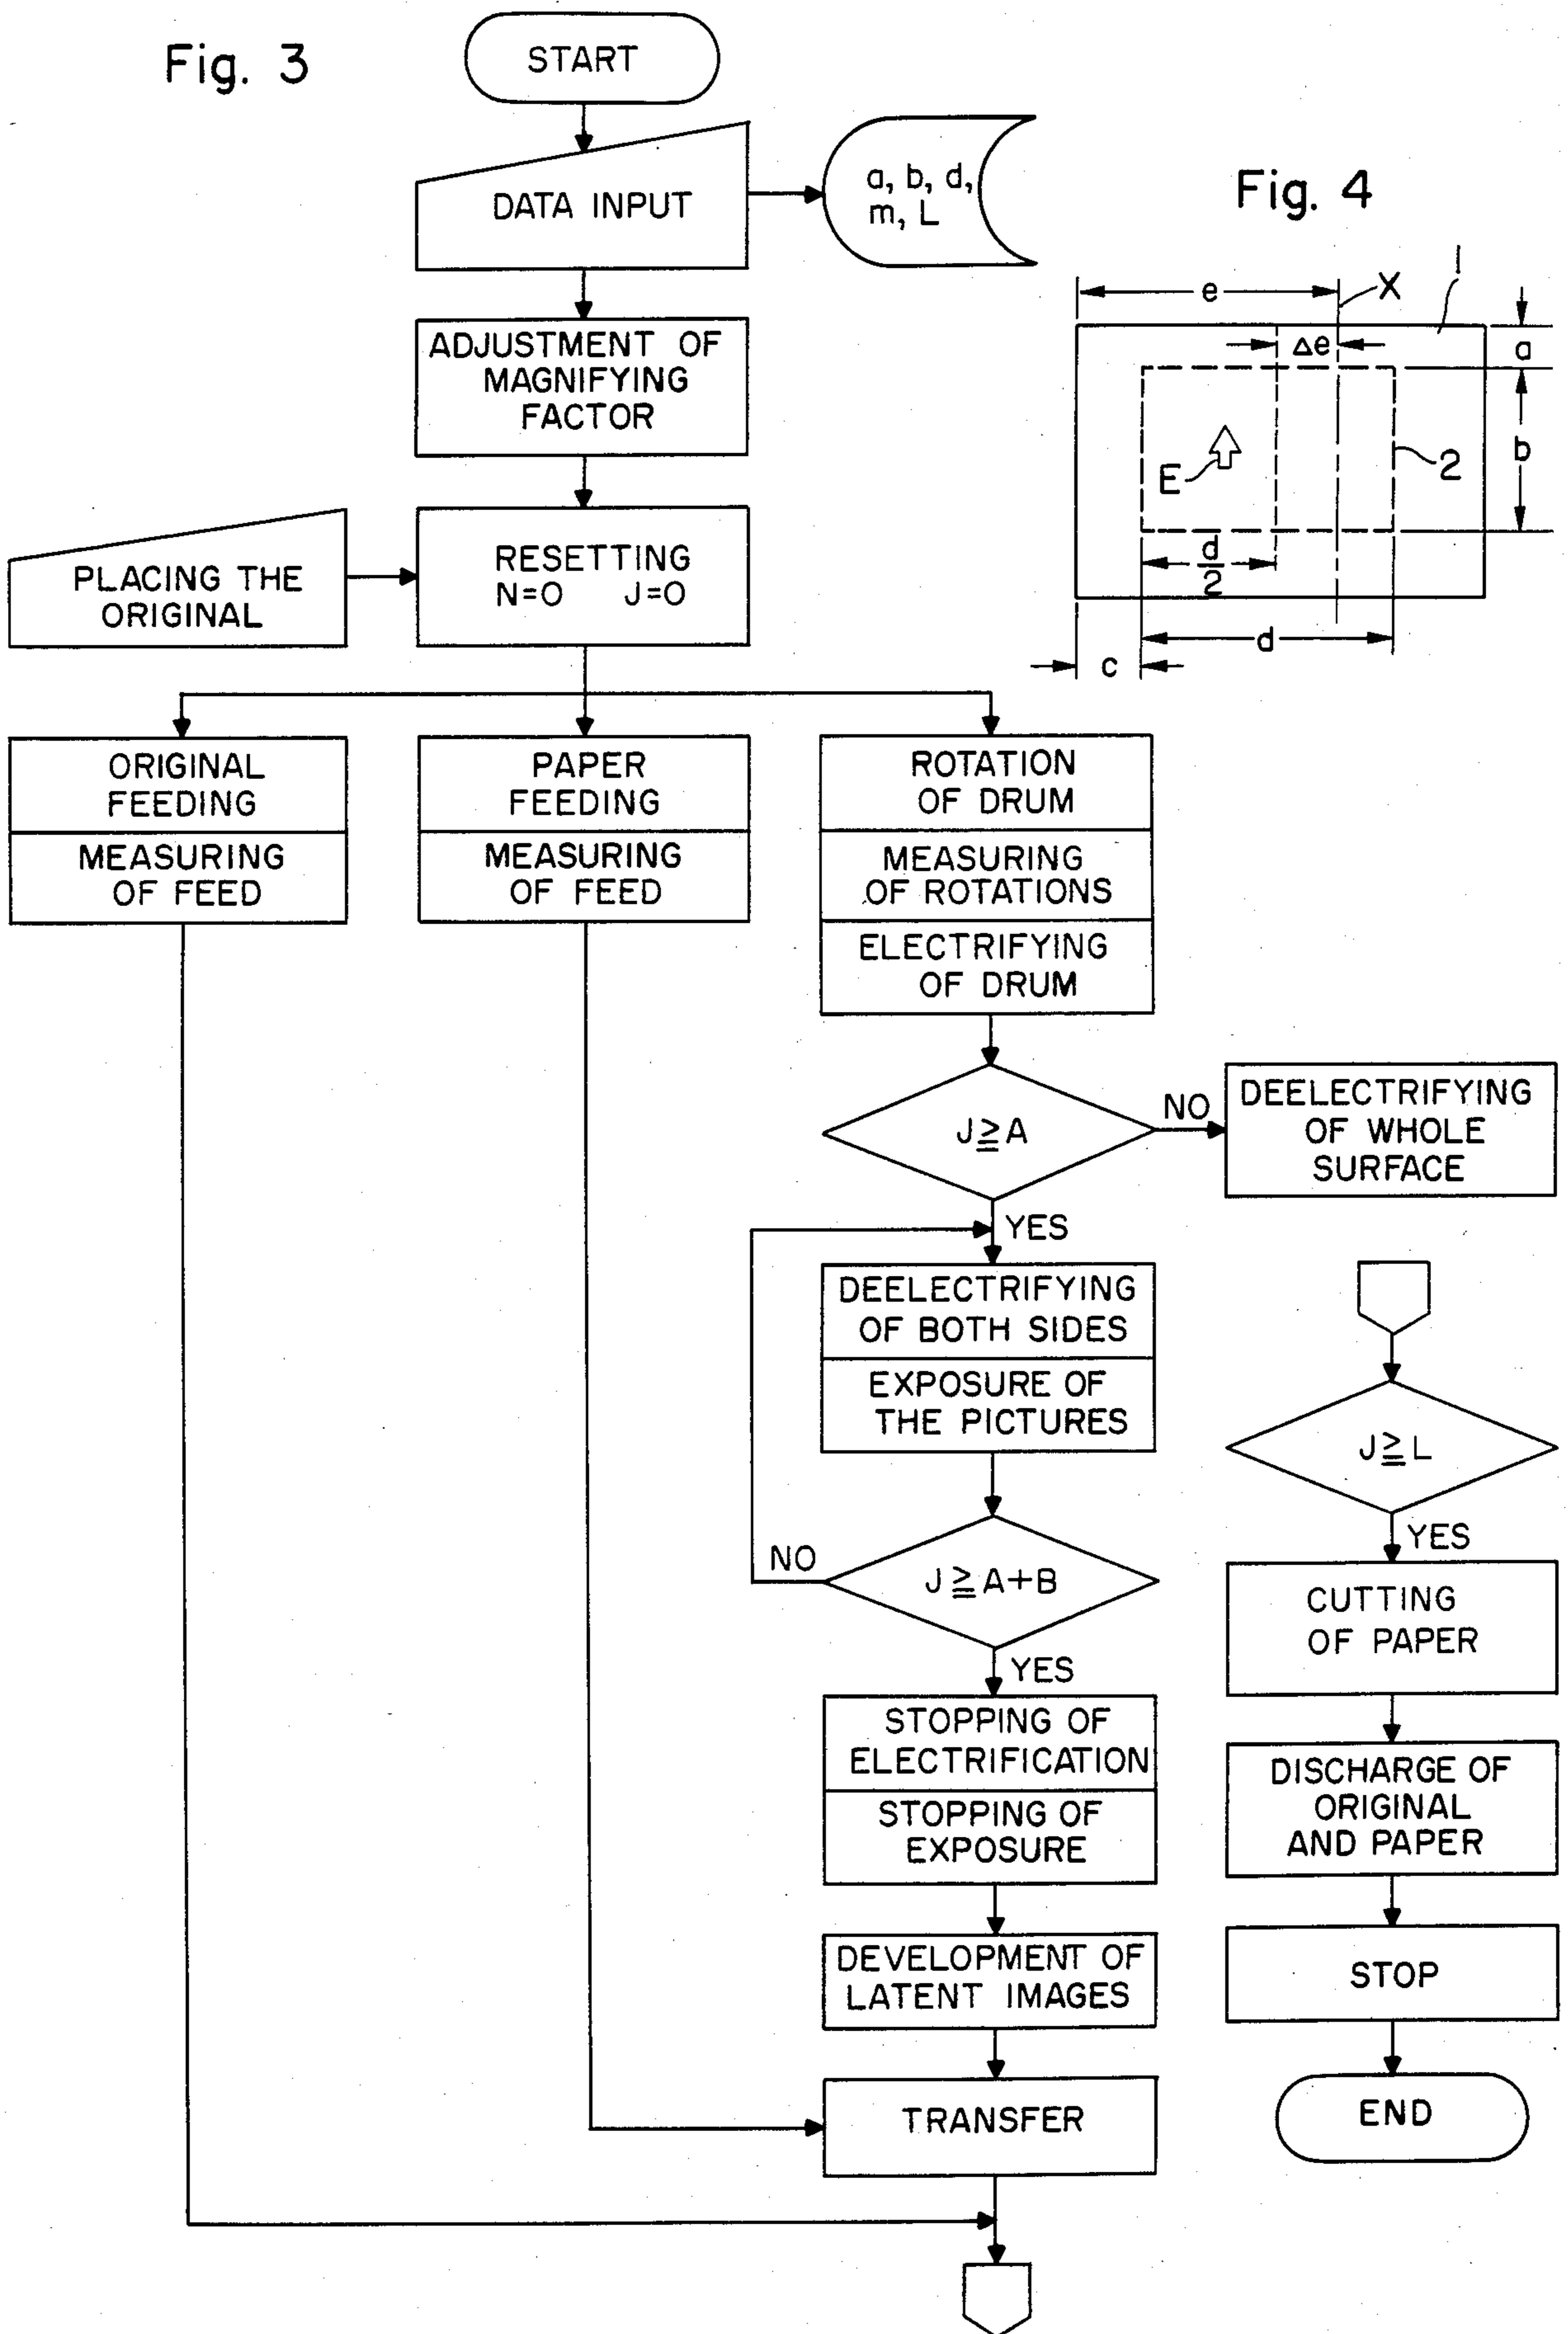 Fig. 3
START
DATA INPUT
a, b, d,
m, L
ADJUSTMENT OF
MAGNIFYING
FACTOR
PLACING THE
ORIGINAL
RESETTING
N=0 J=0
Fig. 4
1
e
X
Δe
a
b
E
2
d
2
d
c
ORIGINAL
FEEDING
MEASURING
OF FEED
PAPER
FEEDING
MEASURING
OF FEED
ROTATION
OF DRUM
MEASURING
OF ROTATIONS
ELECTRIFYING
OF DRUM
J≧A
NO
DEELECTRIFYING
OF WHOLE
SURFACE
YES
DEELECTRIFYING
OF BOTH SIDES
EXPOSURE OF
THE PICTURES
NO
J≧A+B
YES
STOPPING OF
ELECTRIFICATION
STOPPING OF
EXPOSURE
DEVELOPMENT OF
LATENT IMAGES
TRANSFER
J≧L
YES
CUTTING
OF PAPER
DISCHARGE OF
ORIGINAL
AND PAPER
STOP
END